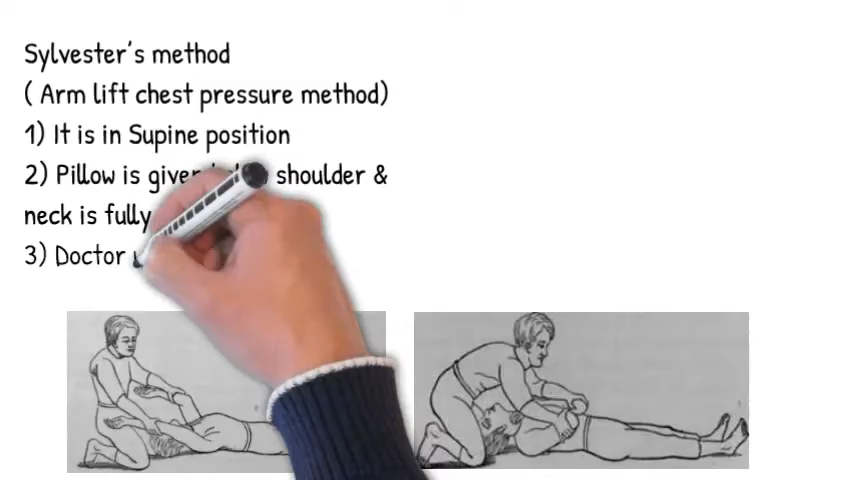 Sylvester's method
( Arm lift chest pressure method)
1) It is in Supine position
2) Pillow is given shoulder &
neck is fully
3) Doctor